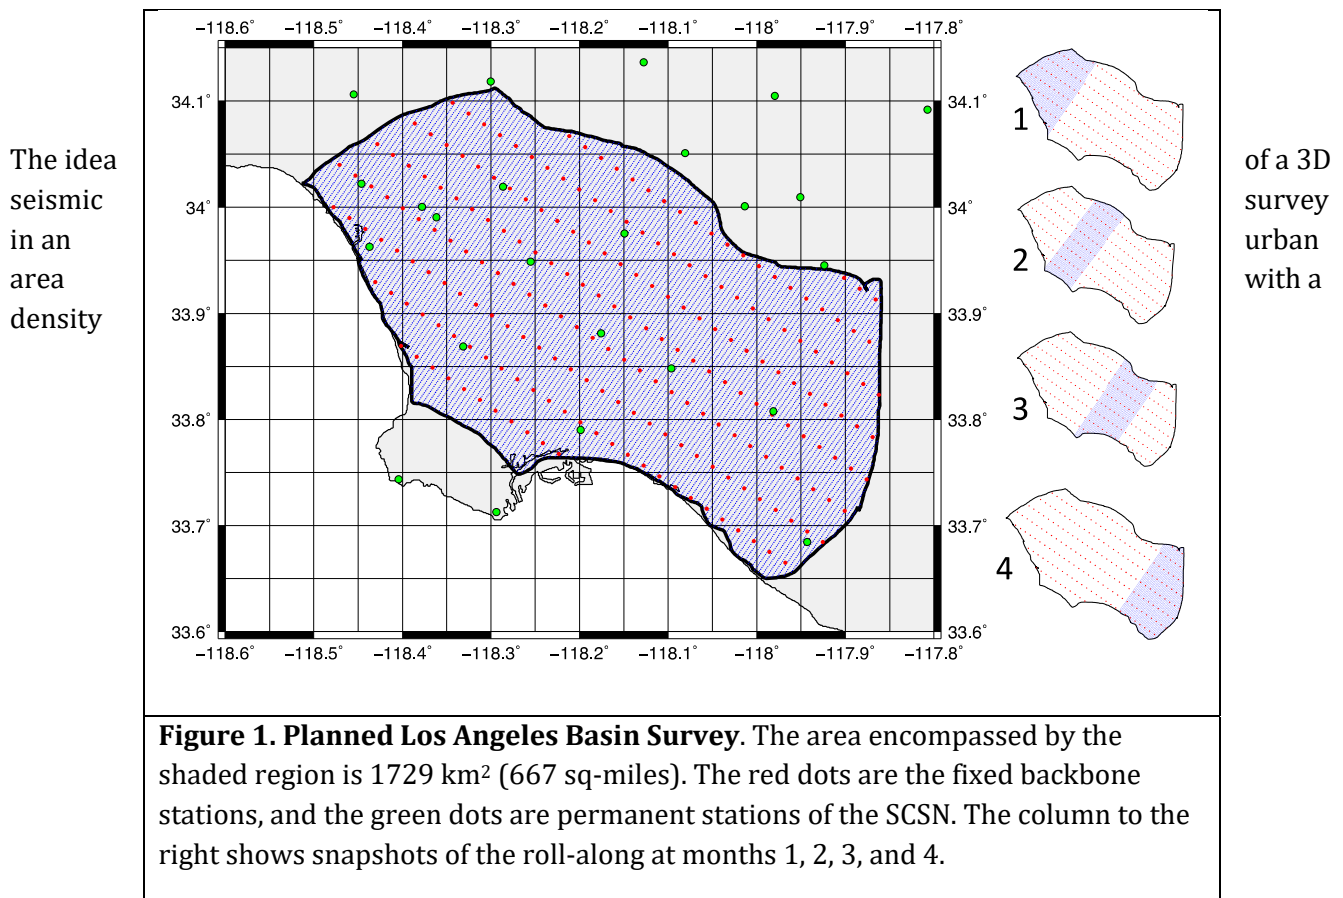 −118.6˚ −118.5˚ −118.4˚ −118.3˚ −118.2˚ −118.1˚ −118˚ −117.9˚ −117.8˚
34.1˚ 34.1˚
34˚ 34˚
33.9˚ 33.9˚
33.8˚ 33.8˚
33.7˚ 33.7˚
33.6˚ 33.6˚
−118.6˚ −118.5˚ −118.4˚ −118.3˚ −118.2˚ −118.1˚ −118˚ −117.9˚ −117.8˚
1
2
3
4
The idea of a 3D
seismic survey
in an urban
area with a
density
Figure 1. Planned Los Angeles Basin Survey. The area encompassed by the
shaded region is 1729 km² (667 sq-miles). The red dots are the fixed backbone
stations, and the green dots are permanent stations of the SCSN. The column to the
right shows snapshots of the roll-along at months 1, 2, 3, and 4.